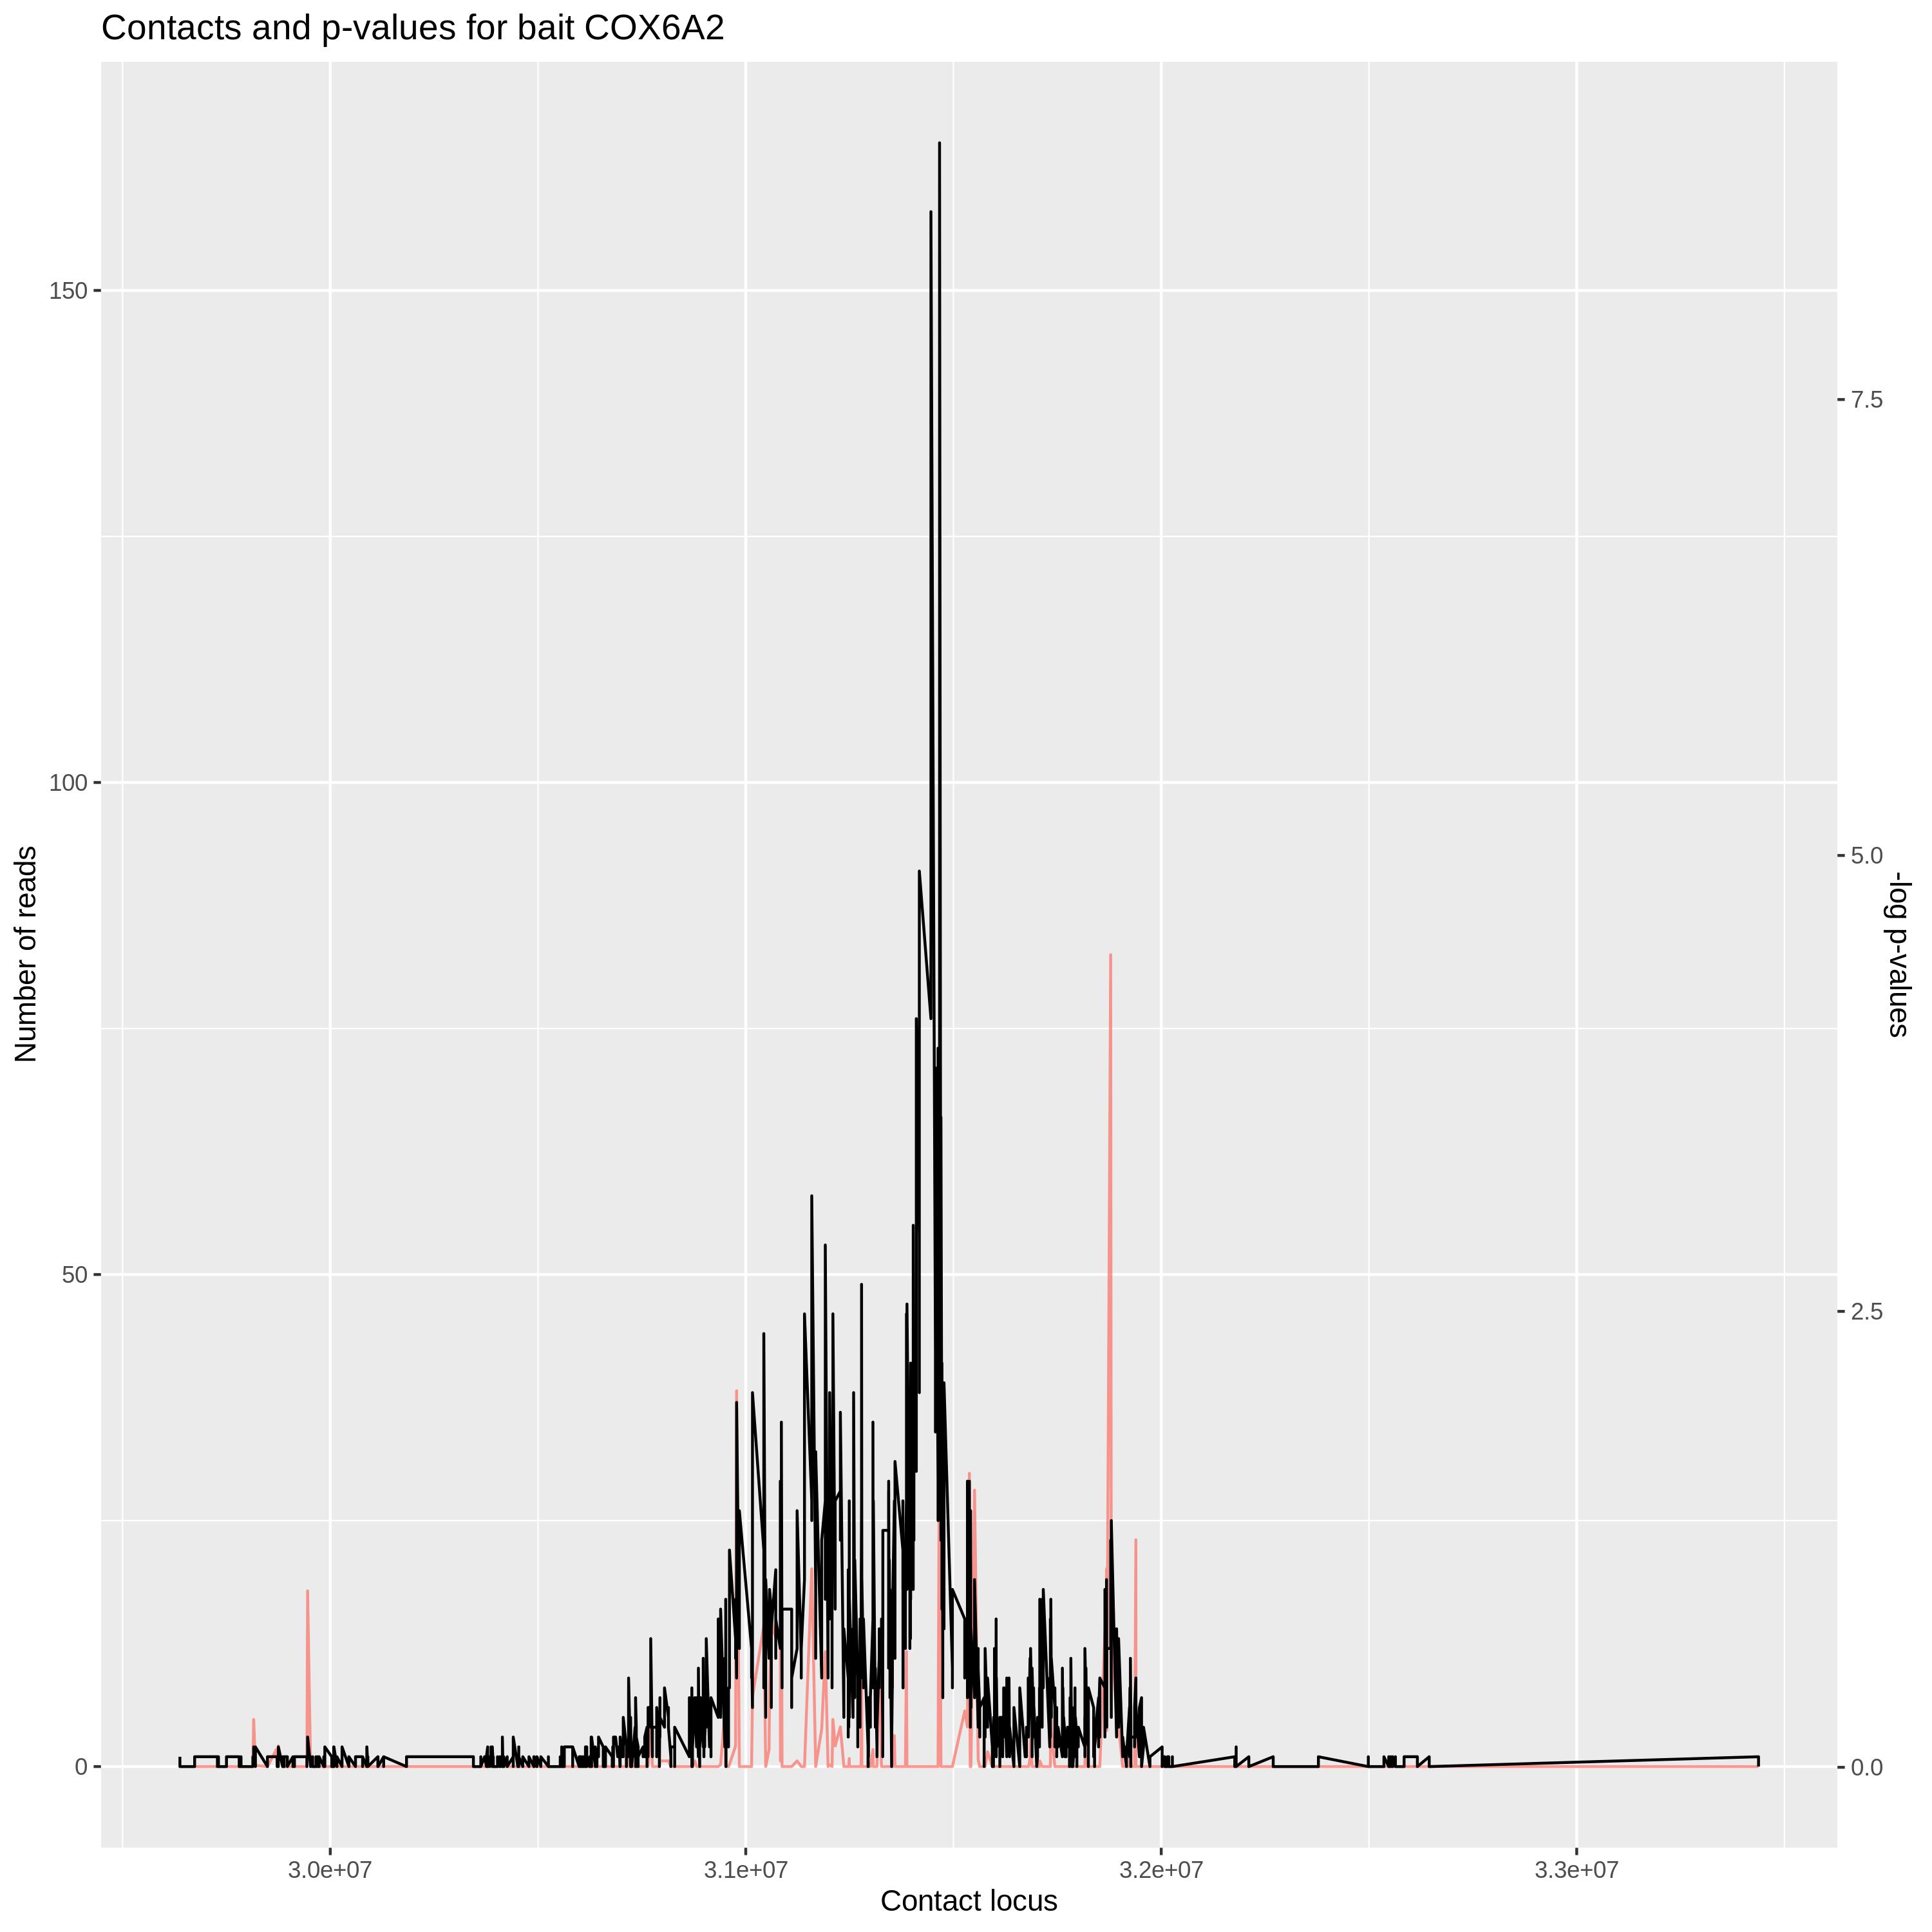 Contacts and p-values for bait COX6A2
150
100
50
0
Number of reads
7.5
5.0
2.5
0.0
-log p-values
3.0e+07
3.1e+07
3.2e+07
3.3e+07
Contact locus